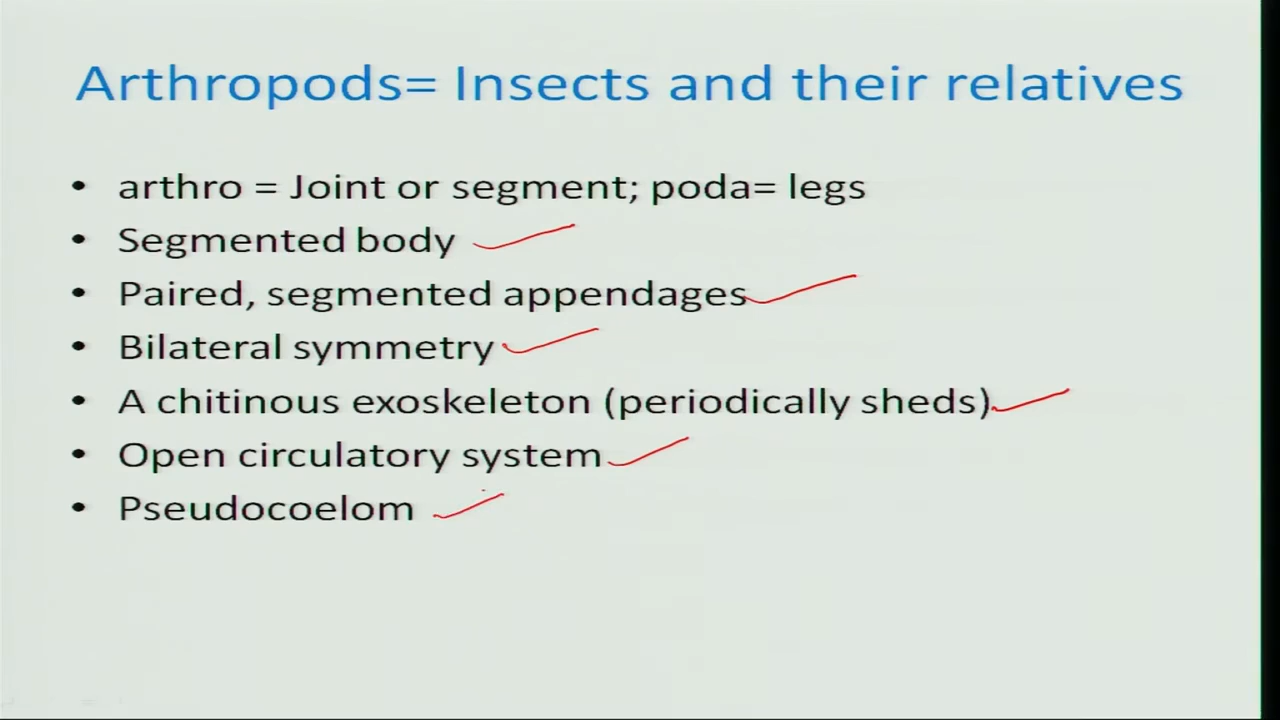 Arthropods= Insects and their relatives
• arthro = Joint or segment; poda= legs
• Segmented body
• Paired, segmented appendages
• Bilateral symmetry
• A chitinous exoskeleton (periodically sheds)
• Open circulatory system
• Pseudocoelom